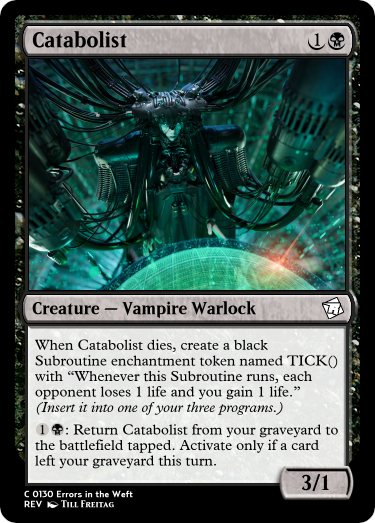 Catabolist 1
Creature — Vampire Warlock
When Catabolist dies, create a black
Subroutine enchantment token named TICK()
with “Whenever this Subroutine runs, each
opponent loses 1 life and you gain 1 life.”
(Insert it into one of your three programs.)
1 : Return Catabolist from your graveyard to
the battlefield tapped. Activate only if a card
left your graveyard this turn.
3/1
C 0130 Errors in the Weft
REV Till Freitag